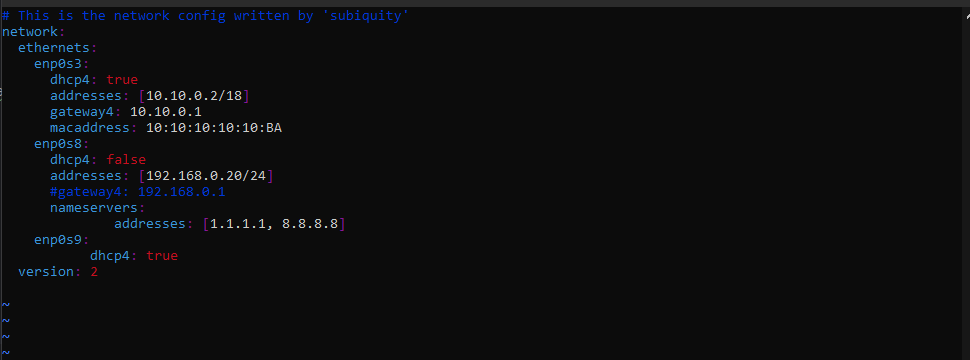 # This is the network config written by 'subiquity'
network:
  ethernets:
    enp0s3:
      dhcp4: true
      addresses: [10.10.0.2/18]
      gateway4: 10.10.0.1
      macaddress: 10:10:10:10:10:BA
    enp0s8:
      dhcp4: false
      addresses: [192.168.0.20/24]
      #gateway4: 192.168.0.1
      nameservers:
              addresses: [1.1.1.1, 8.8.8.8]
    enp0s9:
           dhcp4: true
  version: 2
~
~
~
~